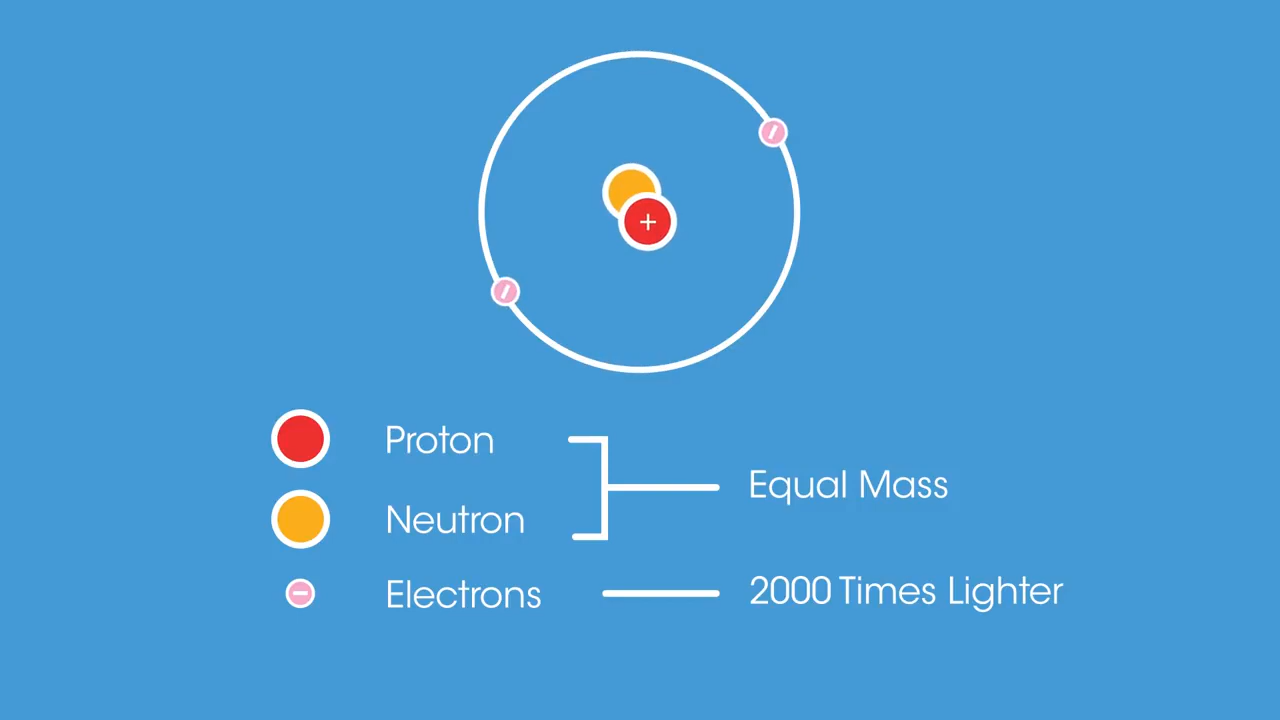 +
Proton
Neutron
Equal Mass
Electrons
2000 Times Lighter